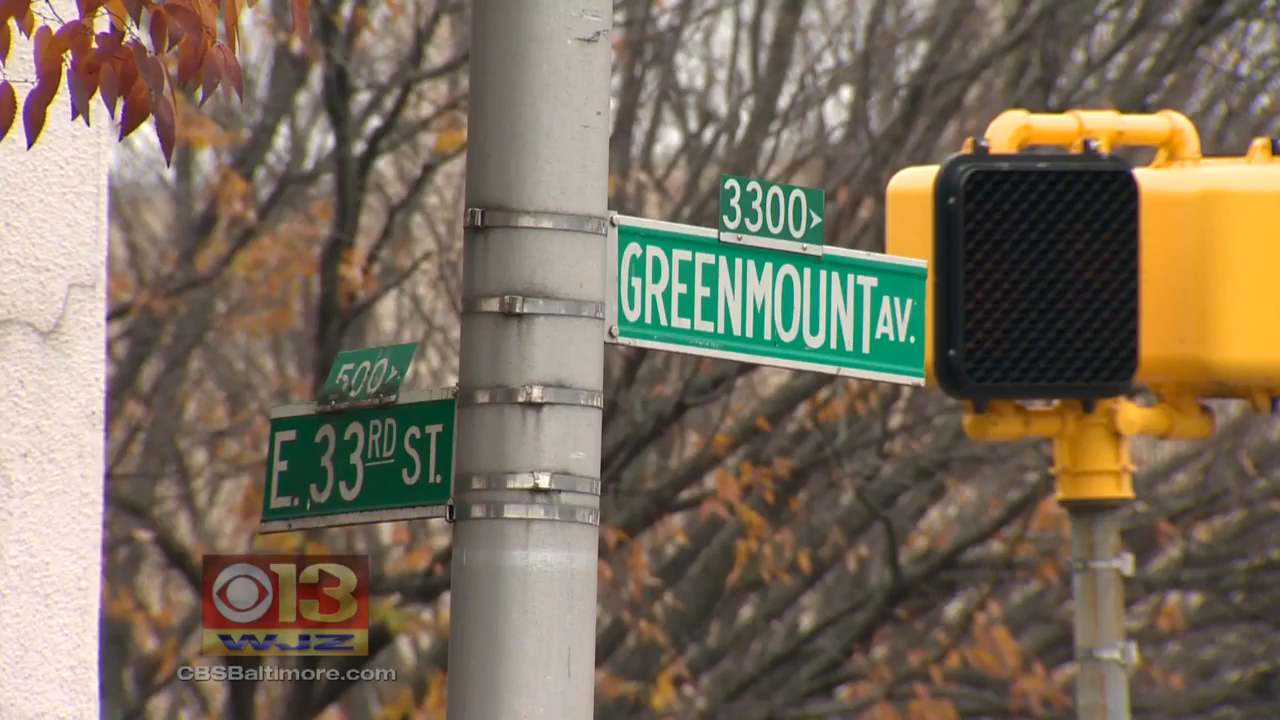 3300
GREENMOUNT AV.
500
E. 33RD ST.
13
WJZ
CBSBaltimore.com